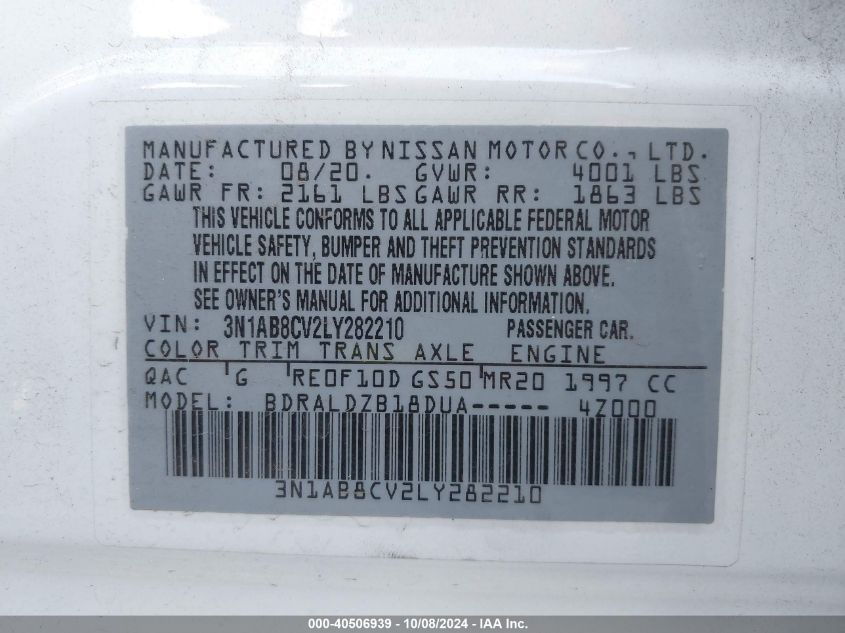 MANUFACTURED BY NISSAN MOTOR CO., LTD.
DATE: 08/20. GVWR: 4001 LBS
GAWR FR: 2161 LBS GAWR RR: 1863 LBS
THIS VEHICLE CONFORMS TO ALL APPLICABLE FEDERAL MOTOR
VEHICLE SAFETY, BUMPER AND THEFT PREVENTION STANDARDS
IN EFFECT ON THE DATE OF MANUFACTURE SHOWN ABOVE.
SEE OWNER'S MANUAL FOR ADDITIONAL INFORMATION.
VIN: 3N1AB8CV2LY282210 PASSENGER CAR.
COLOR TRIM TRANS AXLE ENGINE
QAC G RE0F10D GS50 MR20 1997 CC
MODEL: BDRALDZB18DUA----- 4Z000
3N1AB8CV2LY282210
000-40506939 - 10/08/2024 - IAA Inc.